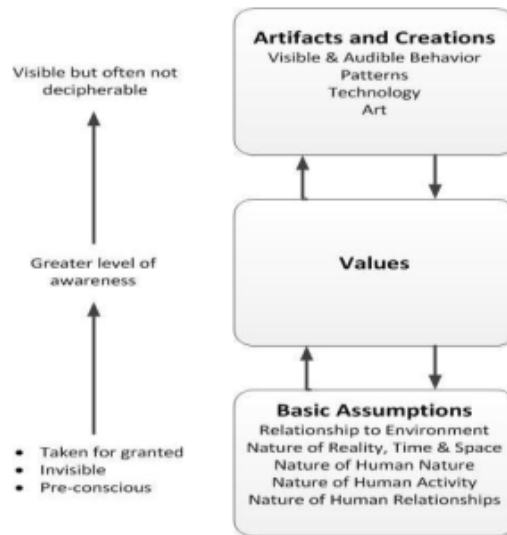 Artifacts and Creations
Visible & Audible Behavior
Patterns
Technology
Art
Visible but often not
decipherable
Values
Greater level of
awareness
Basic Assumptions
Relationship to Environment
Nature of Reality, Time & Space
Nature of Human Nature
Nature of Human Activity
Nature of Human Relationships
• Taken for granted
• Invisible
• Pre-conscious